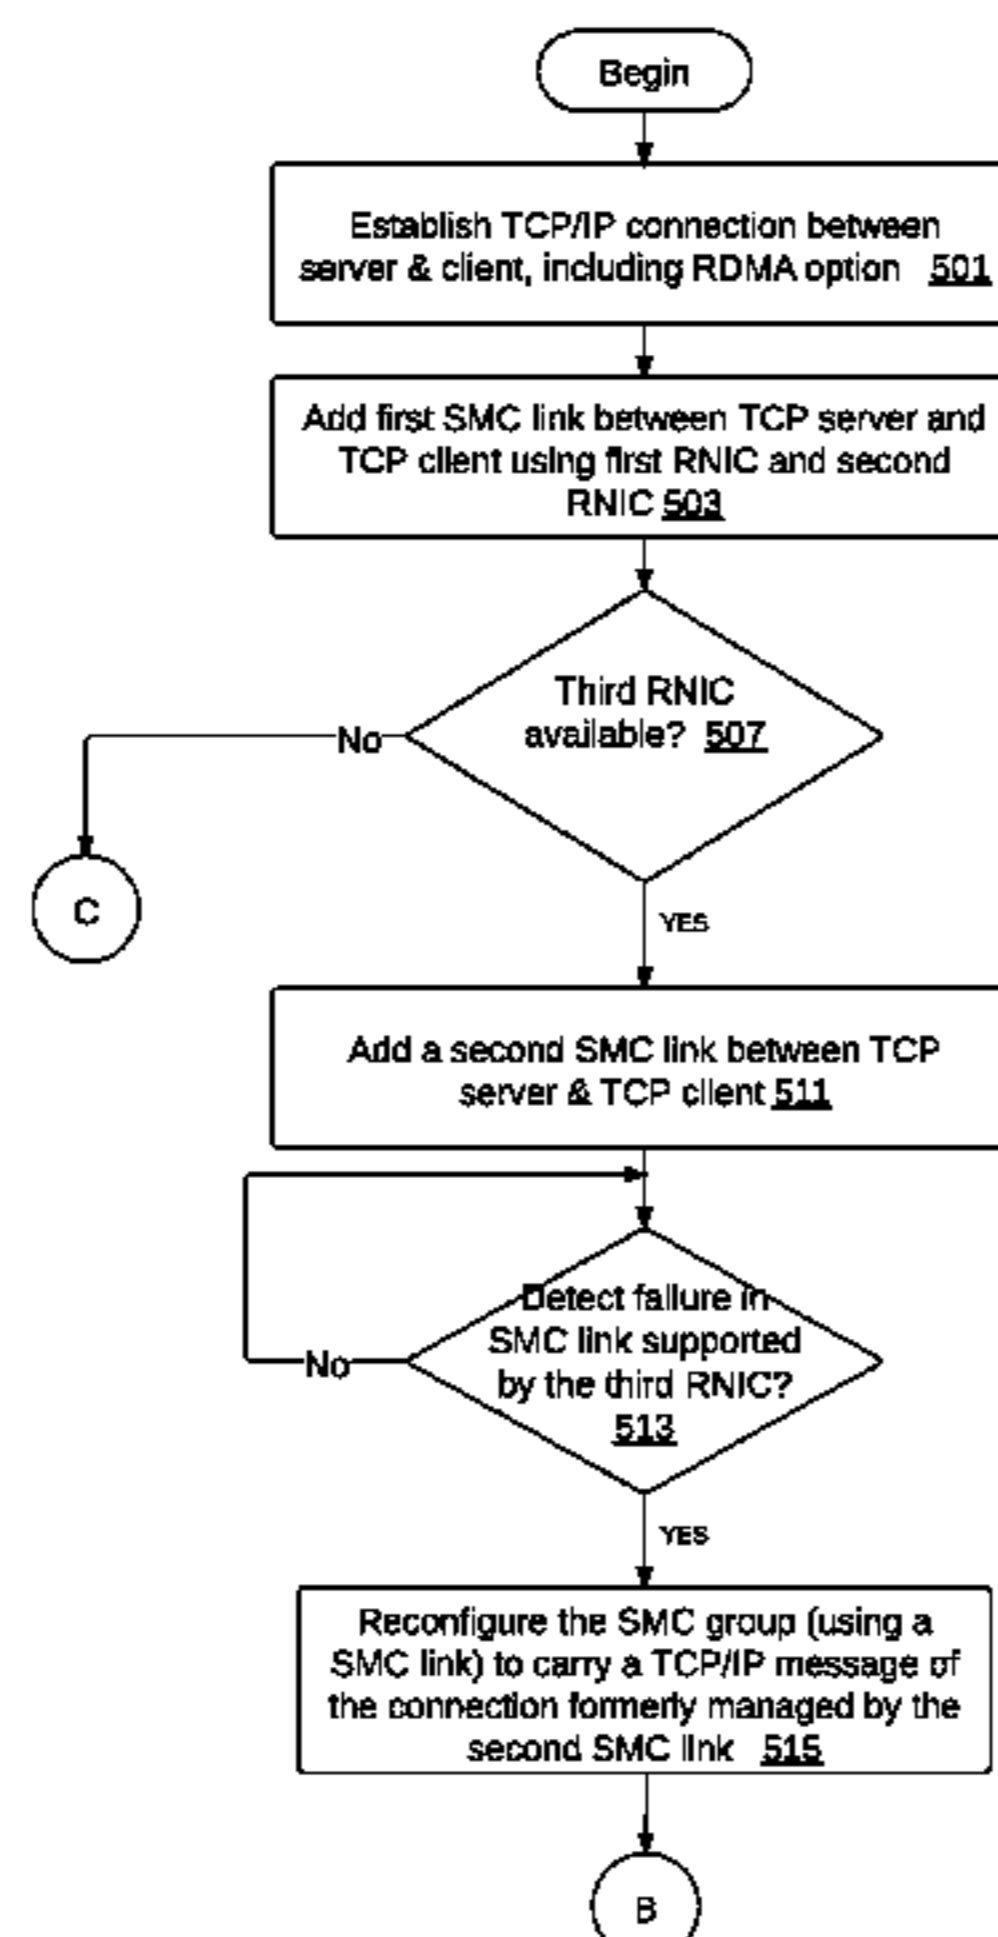 Begin
Establish TCP/IP connection between
server & client, including RDMA option 501
Add first SMC link between TCP server and
TCP client using first RNIC and second
RNIC 503
Third RNIC
available? 507
No
C
YES
Add a second SMC link between TCP
server & TCP client 511
Detect failure in
SMC link supported
by the third RNIC?
513
No
YES
Reconfigure the SMC group (using a
SMC link) to carry a TCP/IP message of
the connection formerly managed by the
second SMC link 515
B